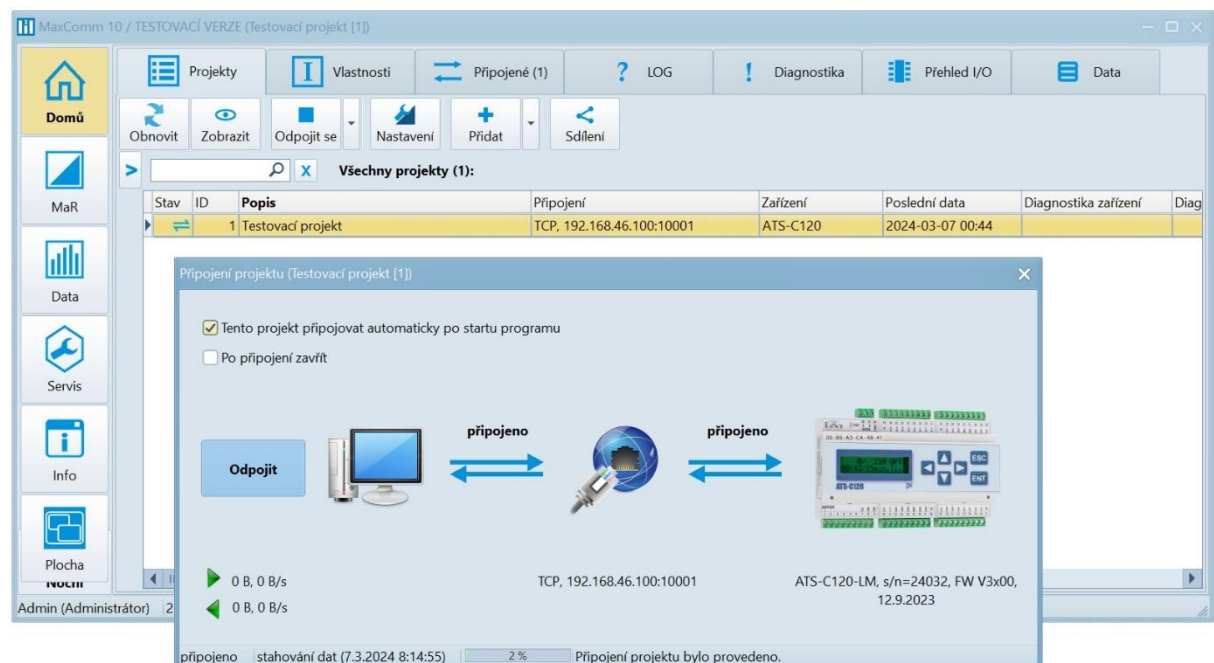 MaxComm 10 / TESTOVACÍ VERZE (Testovací projekt [1])
Domů
MaR
Data
Servis
Info
Plocha
Noční
Projekty Vlastnosti Připojené (1) ? LOG ! Diagnostika Přehled I/O Data
Obnovit Zobrazit Odpojit se Nastavení Přidat Sdílení
> X Všechny projekty (1):
Stav ID Popis Připojení Zařízení Poslední data Diagnostika zařízení Diag
1 Testovací projekt TCP, 192.168.46.100:10001 ATS-C120 2024-03-07 00:44
Připojení projektu (Testovací projekt [1])
Tento projekt připojovat automaticky po startu programu
Po připojení zavřít
Odpojit
připojeno
připojeno
ESC
ENT
ATS-C120
0 B, 0 B/s
0 B, 0 B/s
TCP, 192.168.46.100:10001
ATS-C120-LM, s/n=24032, FW V3x00,
12.9.2023
Admin (Administrátor) 2
připojeno stahování dat (7.3.2024 8:14:55) 2 % Připojení projektu bylo provedeno.